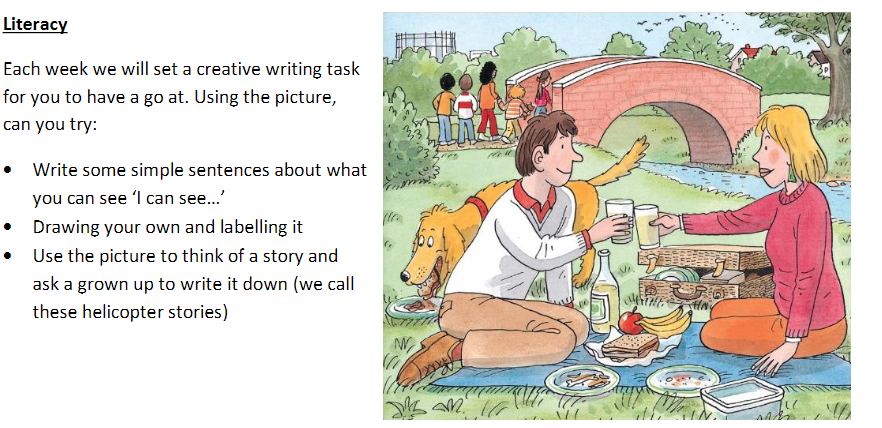 Literacy
Each week we will set a creative writing task
for you to have a go at. Using the picture,
can you try:
• Write some simple sentences about what
you can see ‘I can see…’
• Drawing your own and labelling it
• Use the picture to think of a story and
ask a grown up to write it down (we call
these helicopter stories)